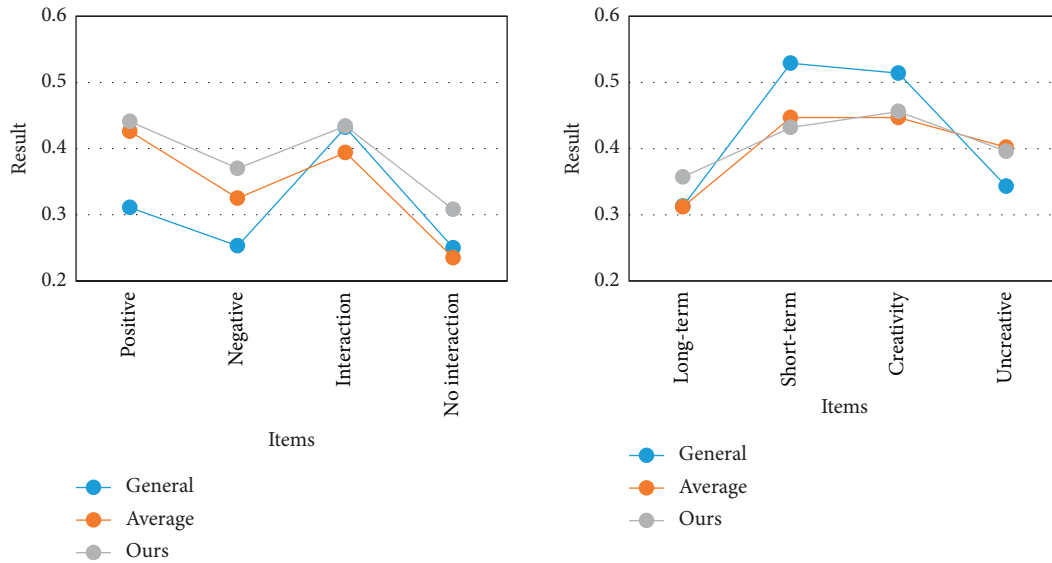 0.6
0.5
0.4
0.3
0.2
Result
Positive
Negative
Interaction
No interaction
Items
General
Average
Ours
0.6
0.5
0.4
0.3
0.2
Result
Long-term
Short-term
Creativity
Uncreative
Items
General
Average
Ours